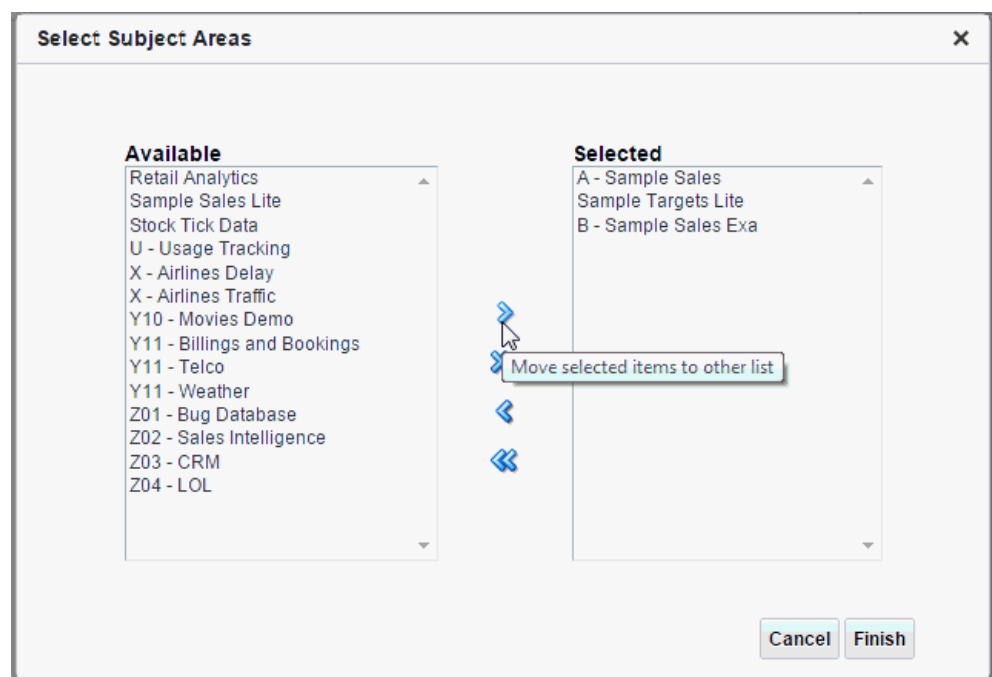 Select Subject Areas
Available
Retail Analytics
Sample Sales Lite
Stock Tick Data
U - Usage Tracking
X - Airlines Delay
X - Airlines Traffic
Y10 - Movies Demo
Y11 - Billings and Bookings
Y11 - Telco
Y11 - Weather
Z01 - Bug Database
Z02 - Sales Intelligence
Z03 - CRM
Z04 - LOL
Selected
A - Sample Sales
Sample Targets Lite
B - Sample Sales Exa
Move selected items to other list
Cancel Finish